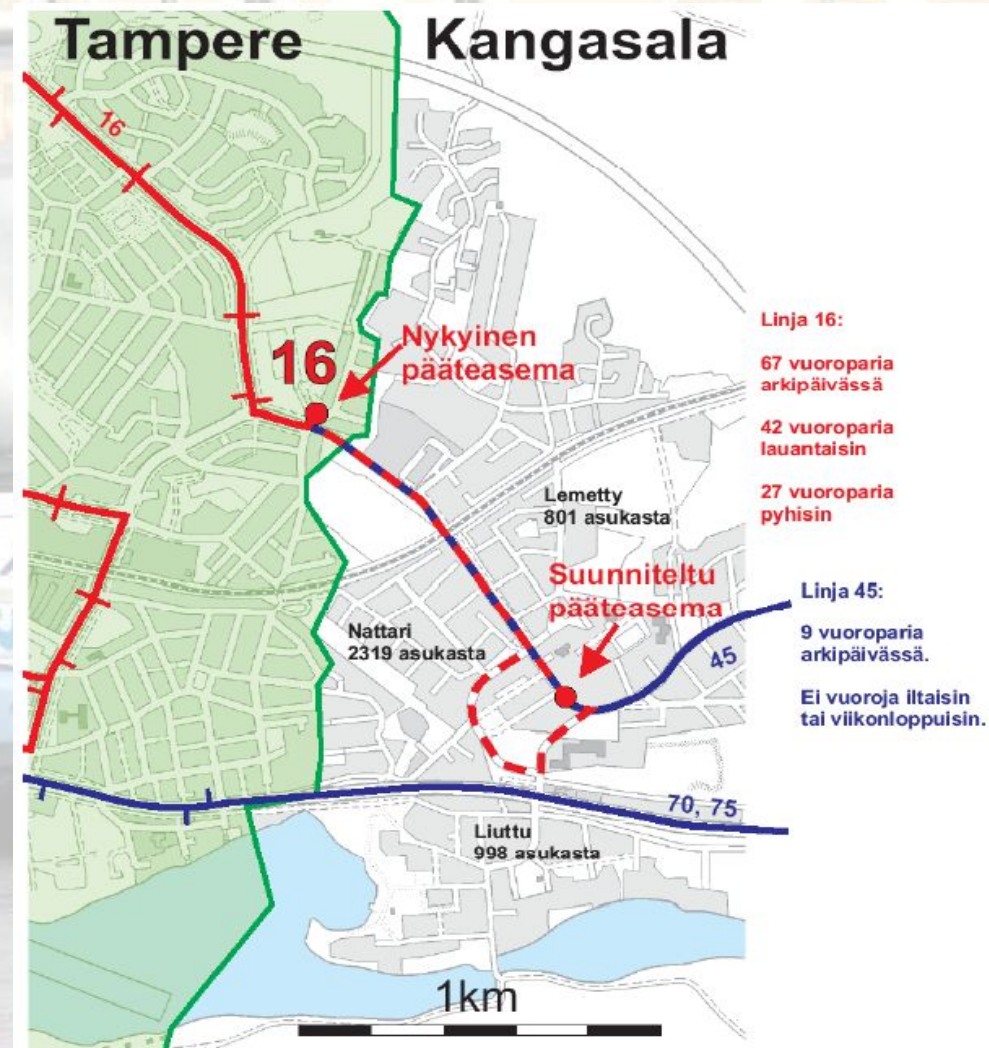 Tampere
Kangasala
16
16
Nykyinen
pääteasema
Lemetty
801 asukasta
Suunniteltu
pääteasema
Nattari
2319 asukasta
45
70, 75
Liuttu
998 asukasta
1km
Linja 16:
67 vuoroparia
arkipäivässä
42 vuoroparia
lauantaisin
27 vuoroparia
pyhisin
Linja 45:
9 vuoroparia
arkipäivässä.
Ei vuoroja iltaisin
tai viikonloppuisin.